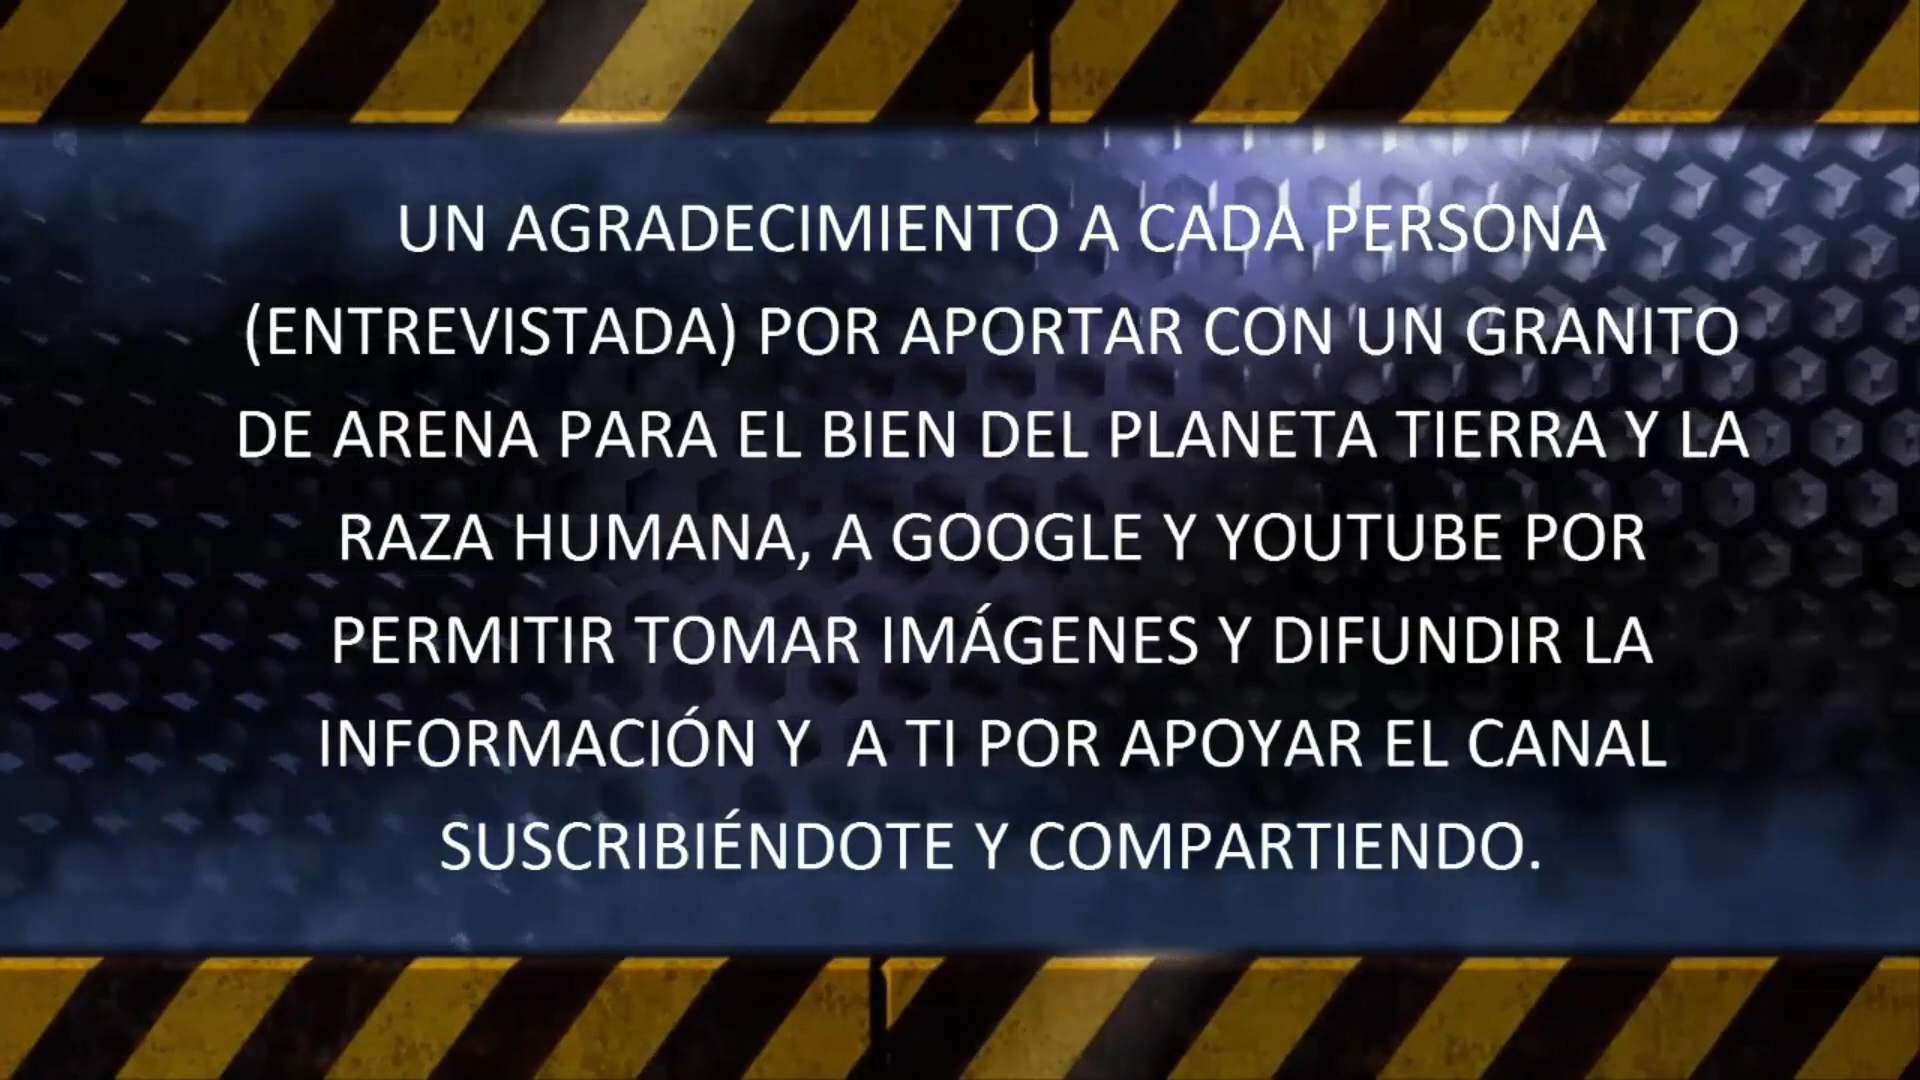 UN AGRADECIMIENTO A CADA PERSONA
(ENTREVISTADA) POR APORTAR CON UN GRANITO
DE ARENA PARA EL BIEN DEL PLANETA TIERRA Y LA
RAZA HUMANA, A GOOGLE Y YOUTUBE POR
PERMITIR TOMAR IMÁGENES Y DIFUNDIR LA
INFORMACIÓN Y  A TI POR APOYAR EL CANAL
SUSCRIBIÉNDOTE Y COMPARTIENDO.